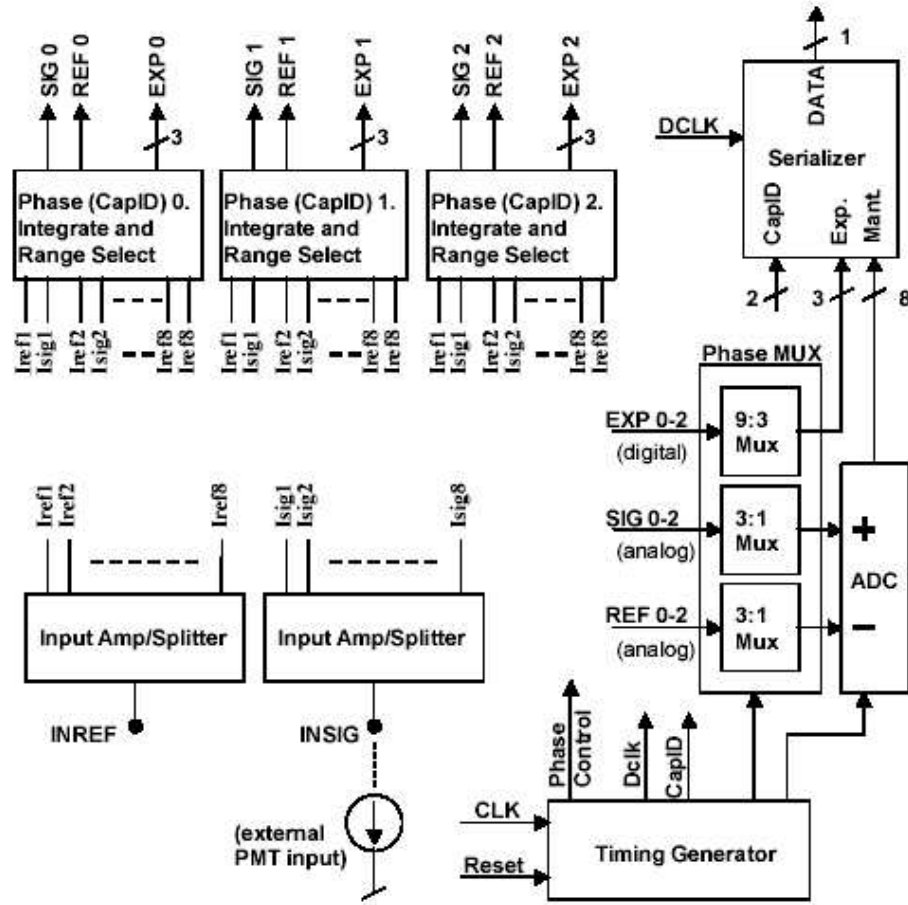 SIG 0
REF 0
EXP 0
3
SIG 1
REF 1
EXP 1
3
SIG 2
REF 2
EXP 2
3
1
DATA
DCLK
Serializer
CapID
Exp.
Mant.
2
3
8
Phase (CapID) 0.
Integrate and
Range Select
Phase (CapID) 1.
Integrate and
Range Select
Phase (CapID) 2.
Integrate and
Range Select
Iref1
Isig1
Iref2
Isig2
Iref8
Iref8
Iref1
Isig1
Iref2
Isig2
Iref8
Iref8
Iref1
Isig1
Iref2
Isig2
Iref8
Iref8
Phase MUX
EXP 0-2
(digital)
9:3
Mux
SIG 0-2
(analog)
3:1
Mux
REF 0-2
(analog)
3:1
Mux
+
ADC
−
Iref1
Iref2
Iref8
Isig1
Isig2
Isig8
Input Amp/Splitter
Input Amp/Splitter
INREF
INSIG
(external
PMT input)
Phase
Control
Dclk
CapID
CLK
Reset
Timing Generator